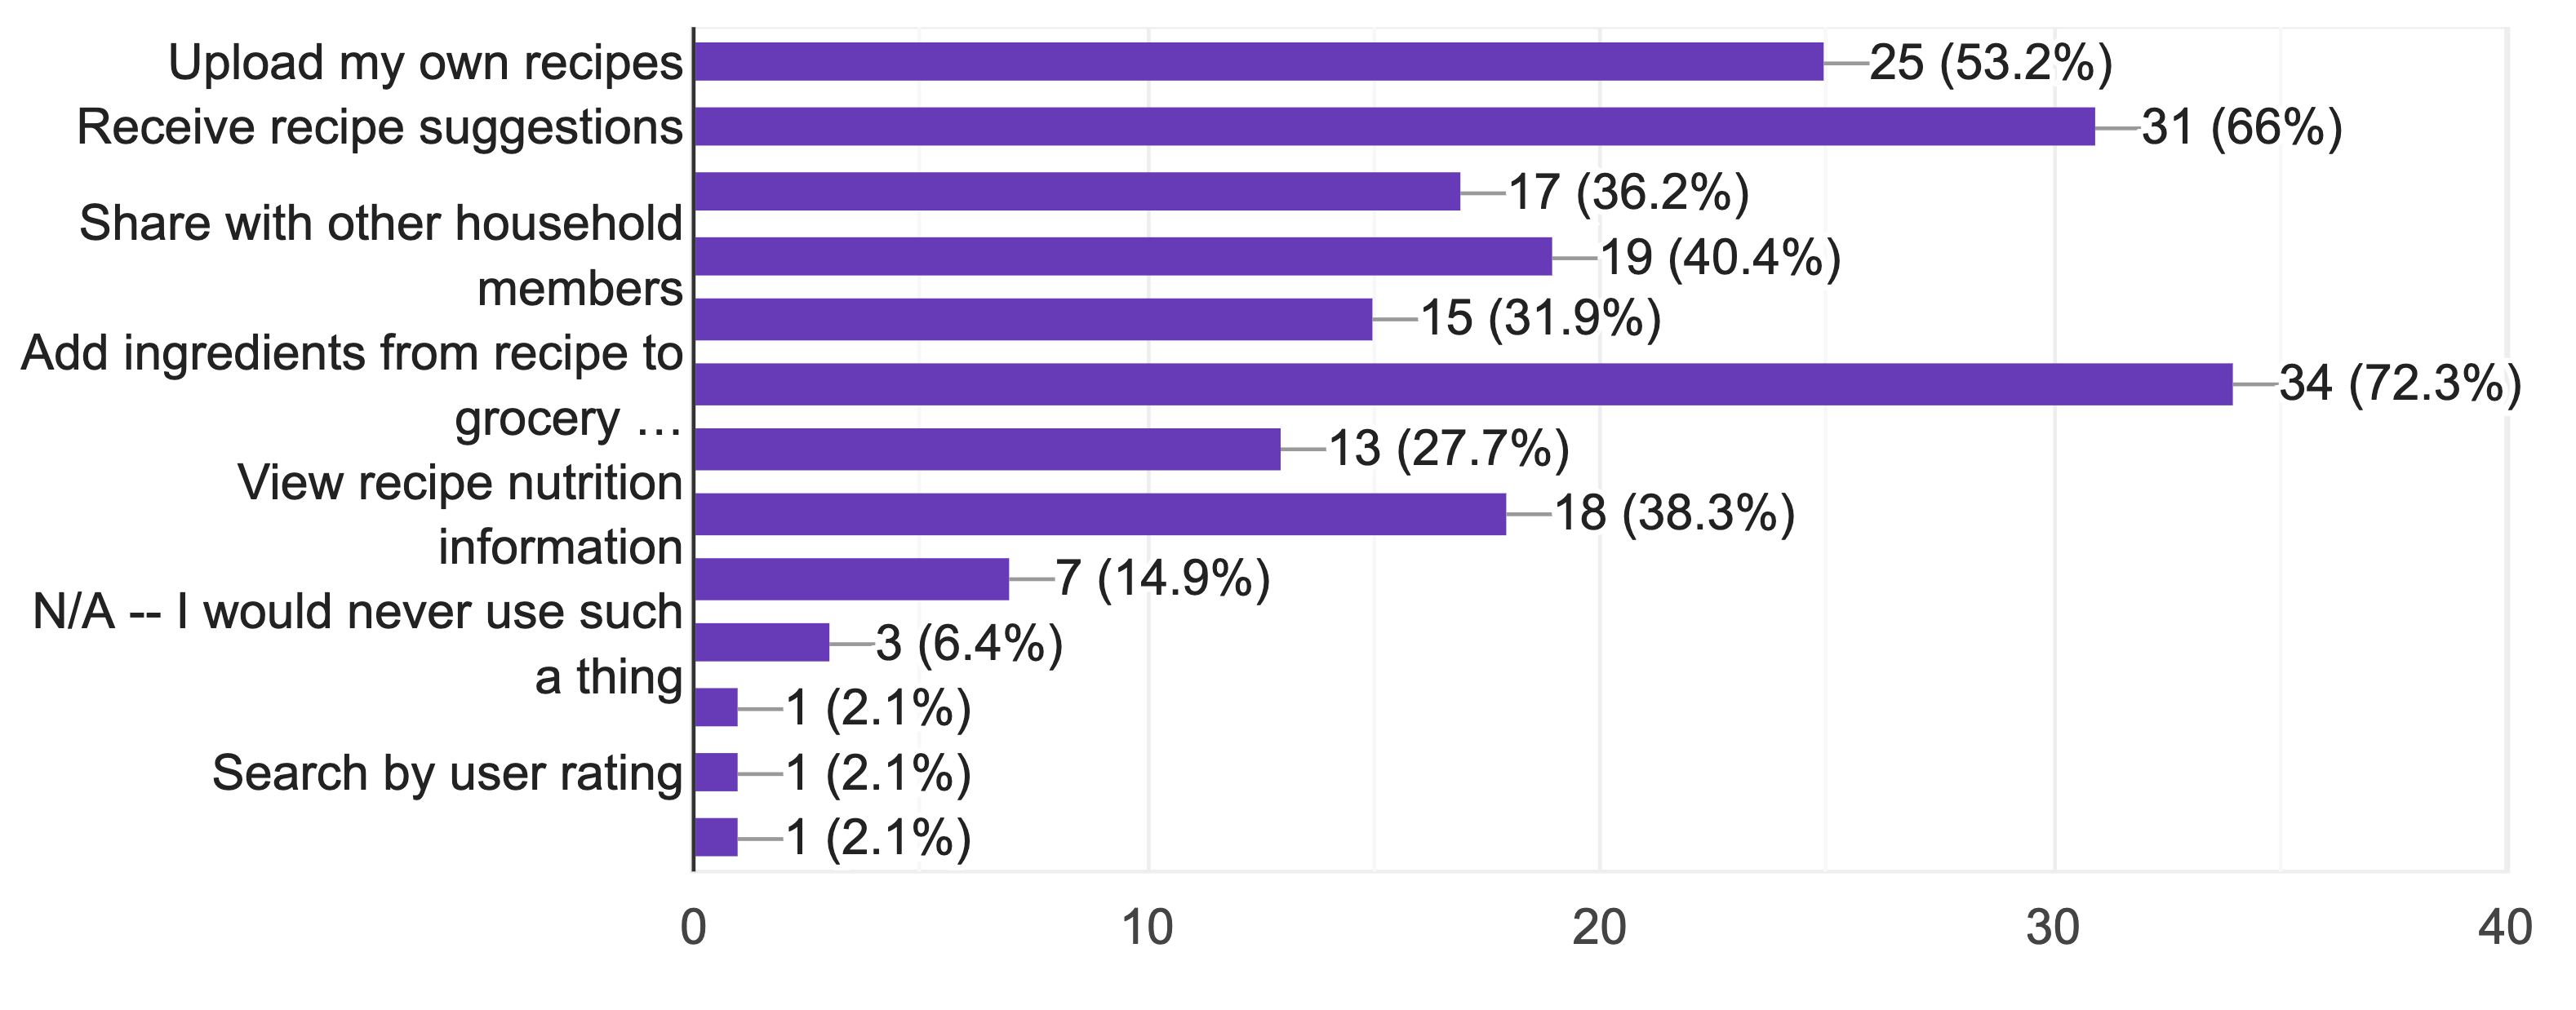 Upload my own recipes
25 (53.2%)
Receive recipe suggestions
31 (66%)
17 (36.2%)
Share with other household
members
19 (40.4%)
15 (31.9%)
Add ingredients from recipe to
grocery …
34 (72.3%)
13 (27.7%)
View recipe nutrition
information
18 (38.3%)
7 (14.9%)
N/A -- I would never use such
a thing
3 (6.4%)
1 (2.1%)
Search by user rating
1 (2.1%)
1 (2.1%)
0 10 20 30 40